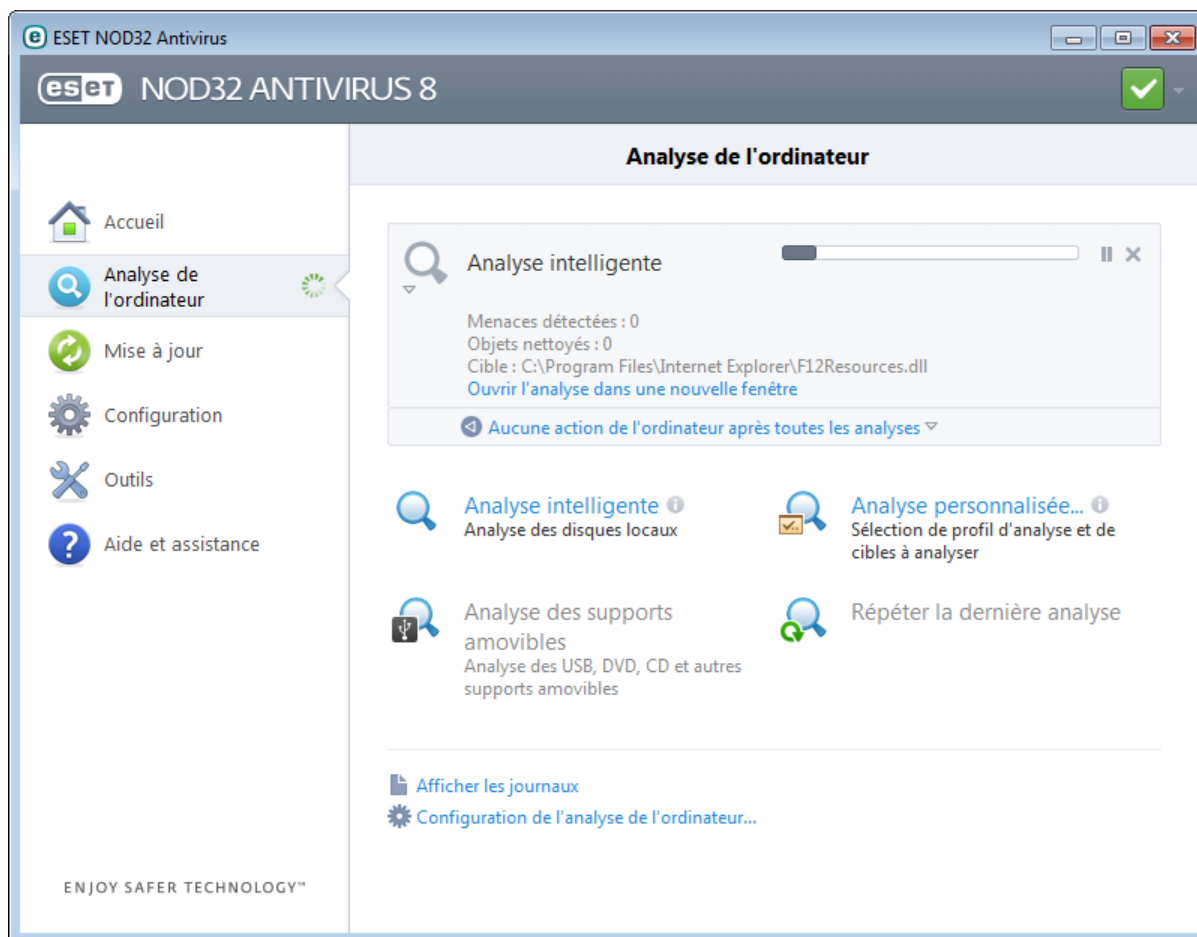 ESET NOD32 Antivirus
eset NOD32 ANTIVIRUS 8
Analyse de l'ordinateur
Accueil
Analyse de
l'ordinateur
Mise à jour
Configuration
Outils
Aide et assistance
Analyse intelligente
Menaces détectées : 0
Objets nettoyés : 0
Cible : C:\Program Files\Internet Explorer\F12Resources.dll
Ouvrir l'analyse dans une nouvelle fenêtre
Aucune action de l'ordinateur après toutes les analyses
Analyse intelligente
Analyse des disques locaux
Analyse personnalisée...
Sélection de profil d'analyse et de
cibles à analyser
Analyse des supports
amovibles
Analyse des USB, DVD, CD et autres
supports amovibles
Répéter la dernière analyse
Afficher les journaux
Configuration de l'analyse de l'ordinateur...
ENJOY SAFER TECHNOLOGY™